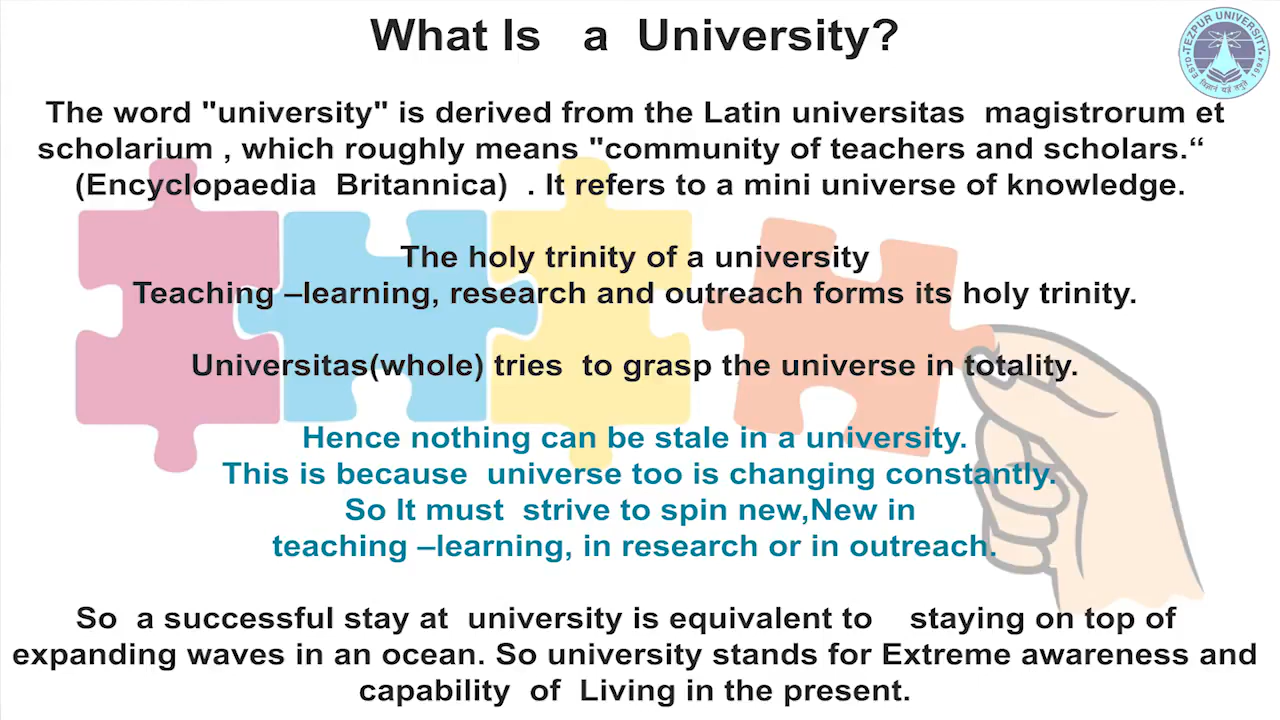 What Is a University?
TEZPUR UNIVERSITY
ESTD 1994
The word "university" is derived from the Latin universitas magistrorum et
scholarium , which roughly means "community of teachers and scholars.“
(Encyclopaedia Britannica) . It refers to a mini universe of knowledge.
The holy trinity of a university
Teaching –learning, research and outreach forms its holy trinity.
Universitas(whole) tries to grasp the universe in totality.
Hence nothing can be stale in a university.
This is because universe too is changing constantly.
So It must strive to spin new,New in
teaching –learning, in research or in outreach.
So a successful stay at university is equivalent to staying on top of
expanding waves in an ocean. So university stands for Extreme awareness and
capability of Living in the present.